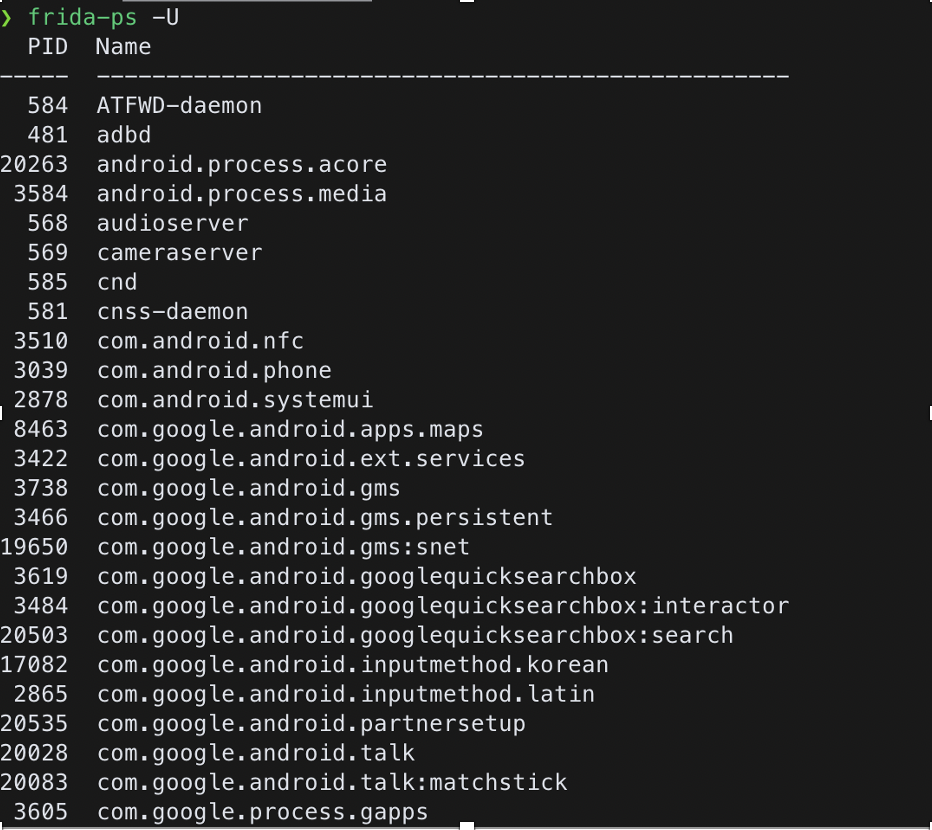 ❯ frida-ps -U
PID Name
----- --------------------------------------------------
584 ATFWD-daemon
481 adbd
20263 android.process.acore
3584 android.process.media
568 audioserver
569 cameraserver
585 cnd
581 cnss-daemon
3510 com.android.nfc
3039 com.android.phone
2878 com.android.systemui
8463 com.google.android.apps.maps
3422 com.google.android.ext.services
3738 com.google.android.gms
3466 com.google.android.gms.persistent
19650 com.google.android.gms:snet
3619 com.google.android.googlequicksearchbox
3484 com.google.android.googlequicksearchbox:interactor
20503 com.google.android.googlequicksearchbox:search
17082 com.google.android.inputmethod.korean
2865 com.google.android.inputmethod.latin
20535 com.google.android.partnersetup
20028 com.google.android.talk
20083 com.google.android.talk:matchstick
3605 com.google.process.gapps